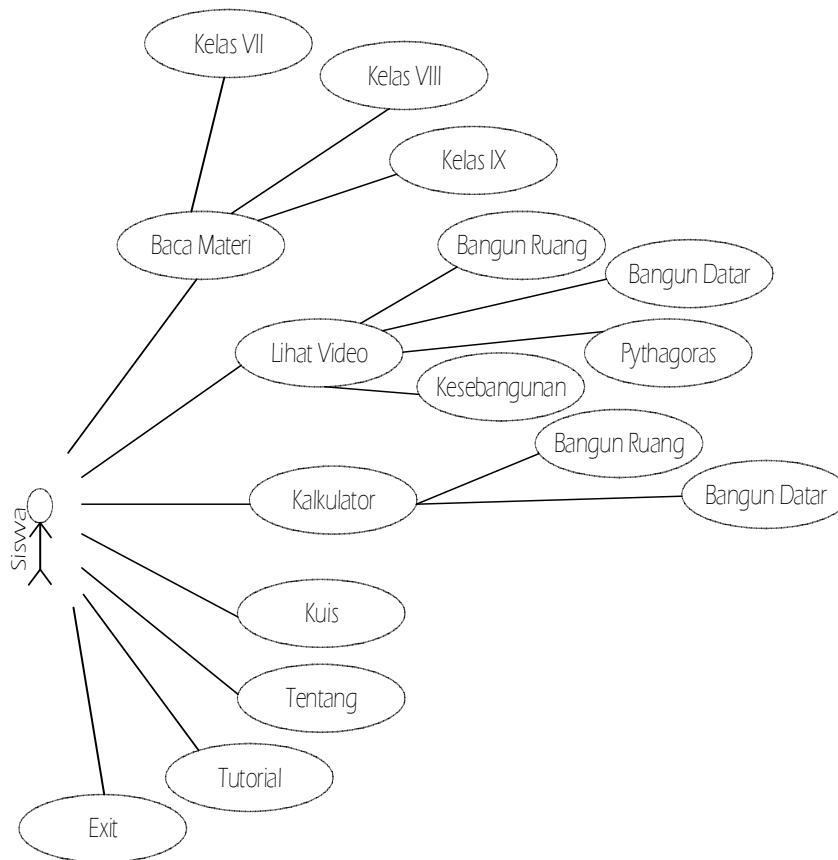 Kelas VII
Kelas VIII
Kelas IX
Baca Materi
Bangun Ruang
Bangun Datar
Lihat Video
Pythagoras
Kesebangunan
Bangun Ruang
Kalkulator
Bangun Datar
Siswa
Kuis
Tentang
Tutorial
Exit